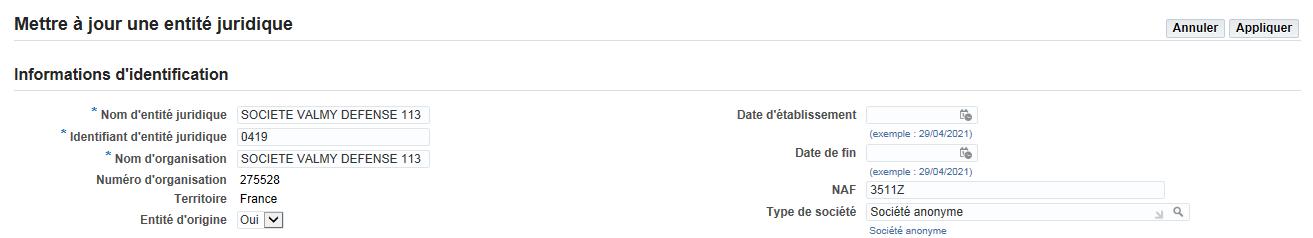 Mettre à jour une entité juridique
Annuler Appliquer
Informations d'identification
* Nom d'entité juridique SOCIETE VALMY DEFENSE 113
* Identifiant d'entité juridique 0419
* Nom d'organisation SOCIETE VALMY DEFENSE 113
Numéro d'organisation 275528
Territoire France
Entité d'origine Oui
Date d'établissement
(exemple : 29/04/2021)
Date de fin
(exemple : 29/04/2021)
NAF 3511Z
Type de société Société anonyme
Société anonyme